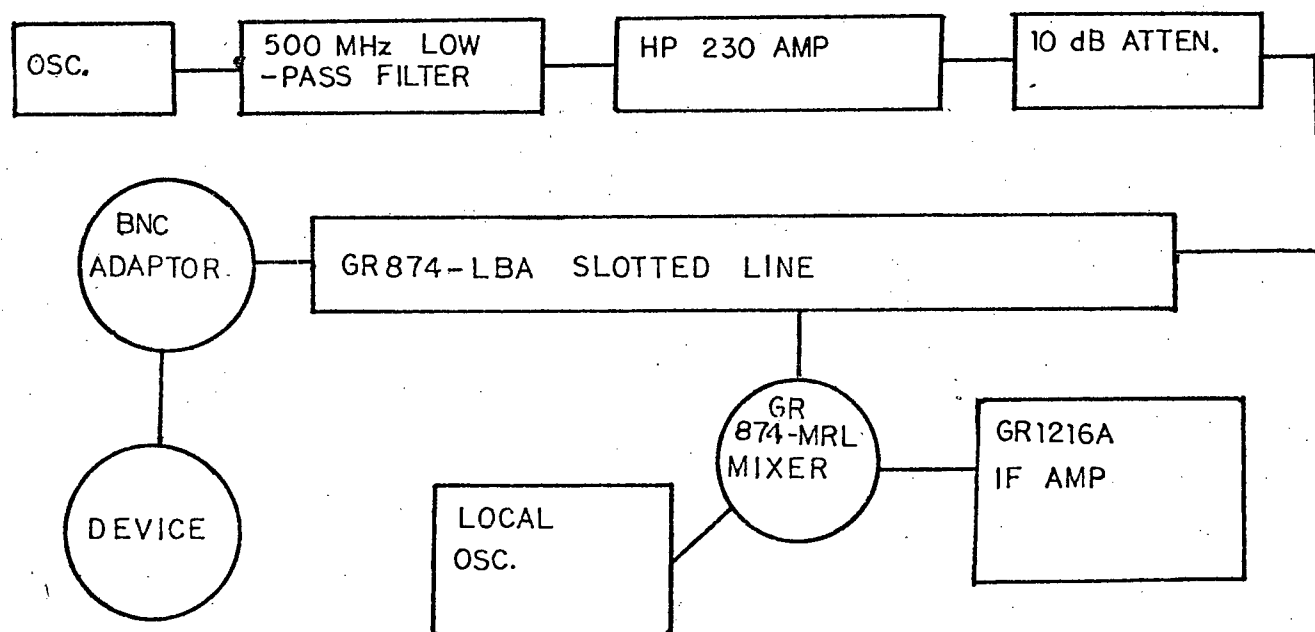 OSC.
500 MHz LOW
-PASS FILTER
HP 230 AMP
10 dB ATTEN.
BNC
ADAPTOR.
GR874-LBA SLOTTED LINE
GR
874-MRL
MIXER
GR1216A
IF AMP
LOCAL
OSC.
DEVICE